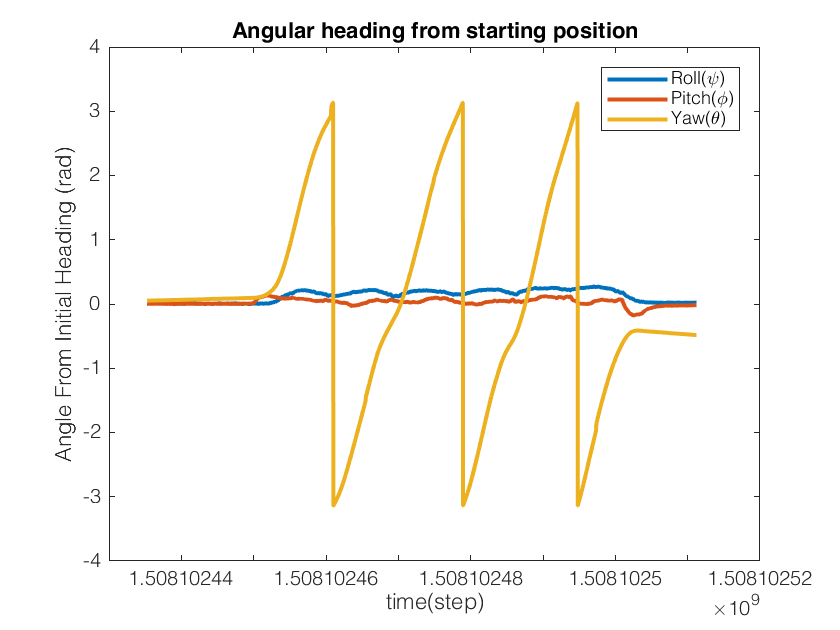 Angular heading from starting position
Roll(ψ)
Pitch(ϕ)
Yaw(θ)
Angle From Initial Heading (rad)
4
3
2
1
0
-1
-2
-3
-4
1.50810244 1.50810246 1.50810248 1.5081025 1.50810252
time(step)
×10⁹